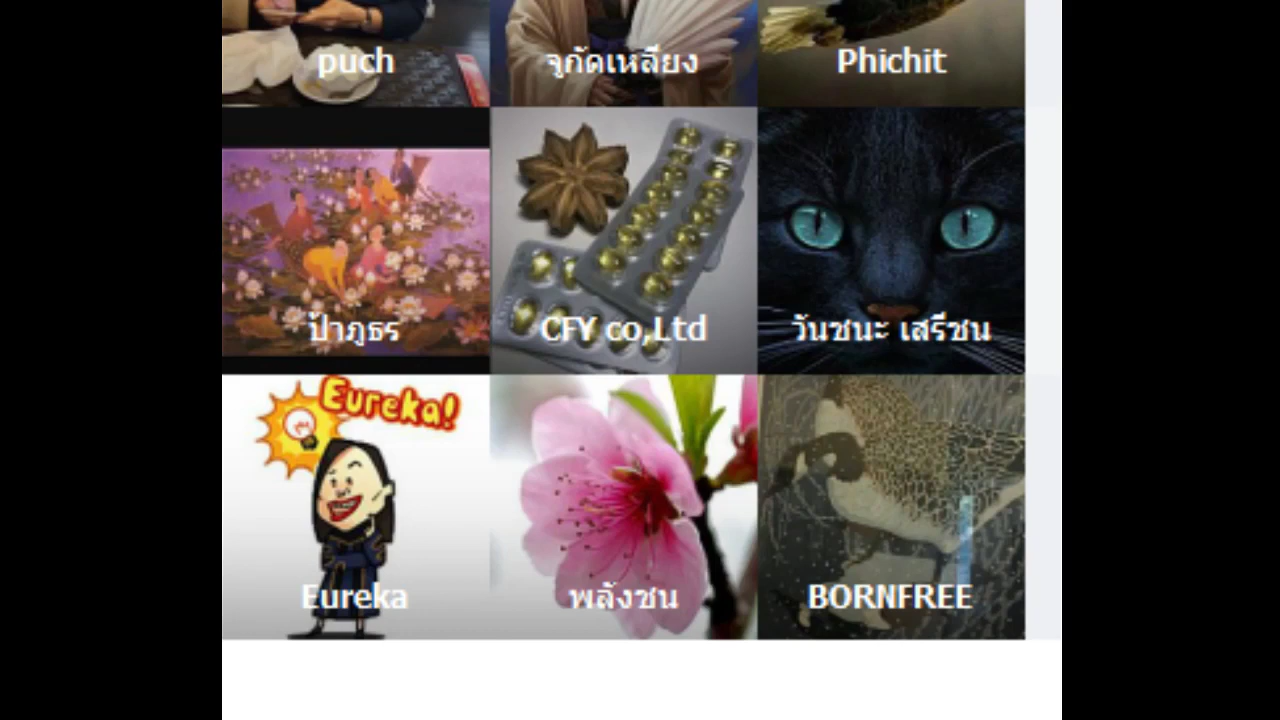 puch
จูกัดเหลียง
Phichit
ป้าภูธร
CFY co,Ltd
วันชนะ เสรีชน
Eureka!
Eureka
พลังชน
BORNFREE